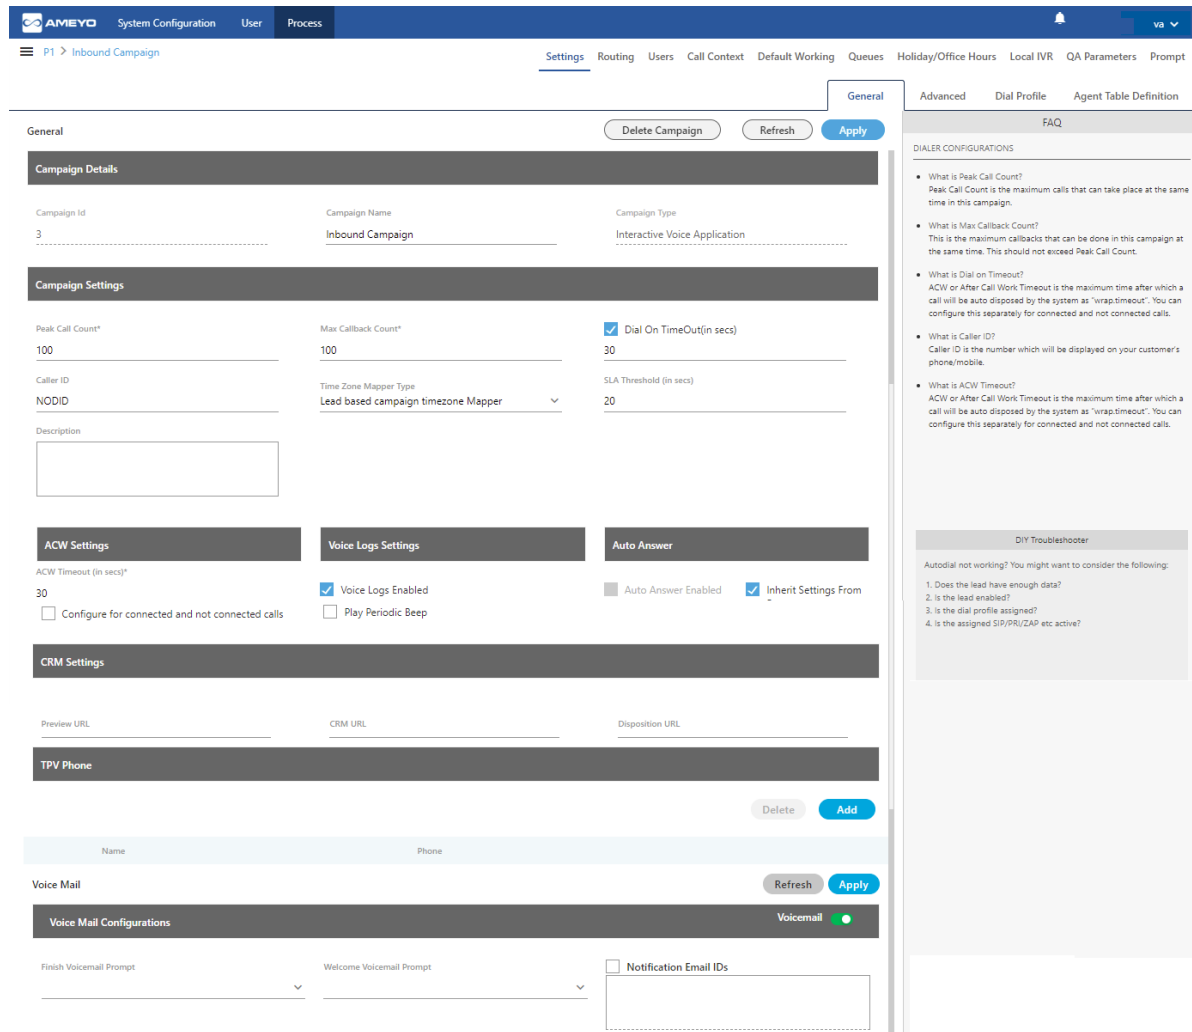 AMEYO System Configuration User Process va
P1 > Inbound Campaign
Settings Routing Users Call Context Default Working Queues Holiday/Office Hours Local IVR QA Parameters Prompt
General Advanced Dial Profile Agent Table Definition
General Delete Campaign Refresh Apply
Campaign Details
Campaign Id Campaign Name Campaign Type
3 Inbound Campaign Interactive Voice Application
Campaign Settings
Peak Call Count* Max Callback Count* Dial On TimeOut(in secs)
100 100 30
Caller ID Time Zone Mapper Type SLA Threshold (in secs)
NODID Lead based campaign timezone Mapper 20
Description
ACW Settings Voice Logs Settings Auto Answer
ACW Timeout (in secs)*
30 Voice Logs Enabled Auto Answer Enabled Inherit Settings From
Configure for connected and not connected calls Play Periodic Beep
CRM Settings
Preview URL CRM URL Disposition URL
TPV Phone
Delete Add
Name Phone
Voice Mail Refresh Apply
Voice Mail Configurations Voicemail
Finish Voicemail Prompt Welcome Voicemail Prompt Notification Email IDs
FAQ
DIALER CONFIGURATIONS
• What is Peak Call Count?
Peak Call Count is the maximum calls that can take place at the same
time in this campaign.
• What is Max Callback Count?
This is the maximum callbacks that can be done in this campaign at
the same time. This should not exceed Peak Call Count.
• What is Dial on Timeout?
ACW or After Call Work Timeout is the maximum time after which a
call will be auto disposed by the system as "wrap.timeout". You can
configure this separately for connected and not connected calls.
• What is Caller ID?
Caller ID is the number which will be displayed on your customer's
phone/mobile.
• What is ACW Timeout?
ACW or After Call Work Timeout is the maximum time after which a
call will be auto disposed by the system as "wrap.timeout". You can
configure this separately for connected and not connected calls.
DIY Troubleshooter
Autodial not working? You might want to consider the following:
1. Does the lead have enough data?
2. Is the lead enabled?
3. Is the dial profile assigned?
4. Is the assigned SIP/PRI/ZAP etc active?